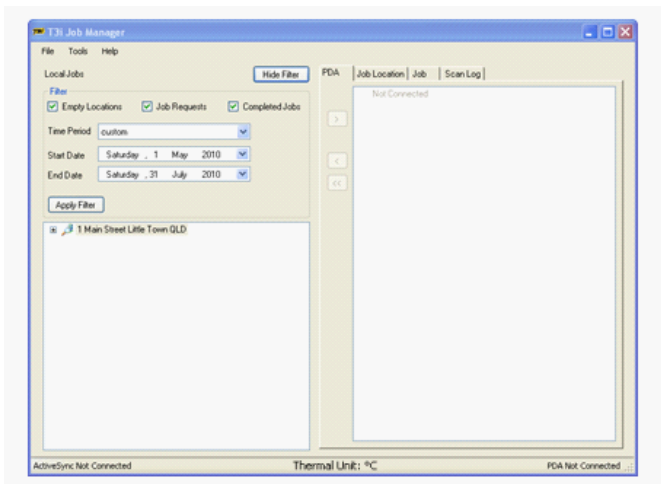 T3i Job Manager
File Tools Help
Local Jobs Hide Filter
Filter
Empty Locations Job Requests Completed Jobs
Time Period custom
Start Date Saturday , 1 May 2010
End Date Saturday , 31 July 2010
Apply Filter
1 Main Street Little Town QLD
PDA Job Location Job Scan Log
Not Connected
>
<
<<
ActiveSync Not Connected Thermal Unit: °C PDA Not Connected